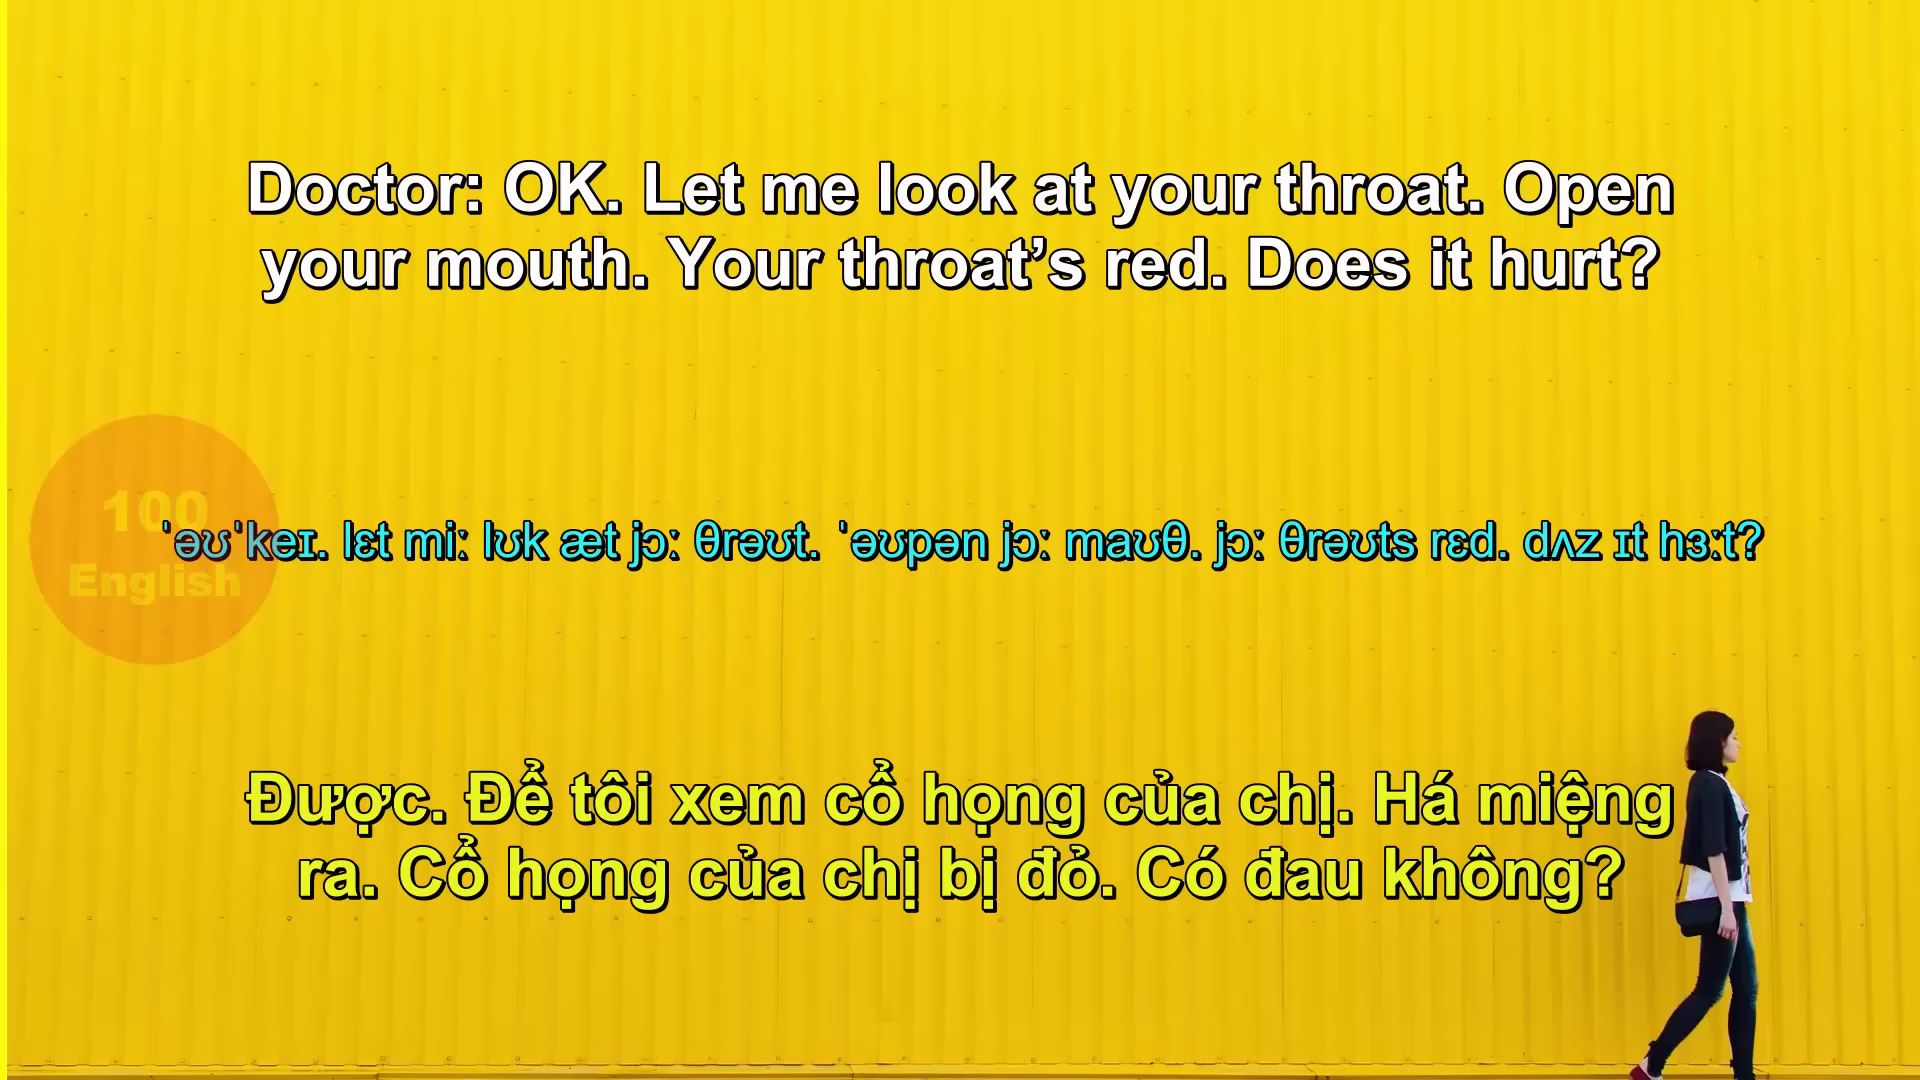 Doctor: OK. Let me look at your throat. Open
your mouth. Your throat’s red. Does it hurt?
100
English
ˈəʊˈkeɪ. lɛt miː lʊk æt jɔː θrəʊt. ˈəʊpən jɔː maʊθ. jɔː θrəʊts rɛd. dʌz ɪt hɜːt?
Được. Để tôi xem cổ họng của chị. Há miệng
ra. Cổ họng của chị bị đỏ. Có đau không?